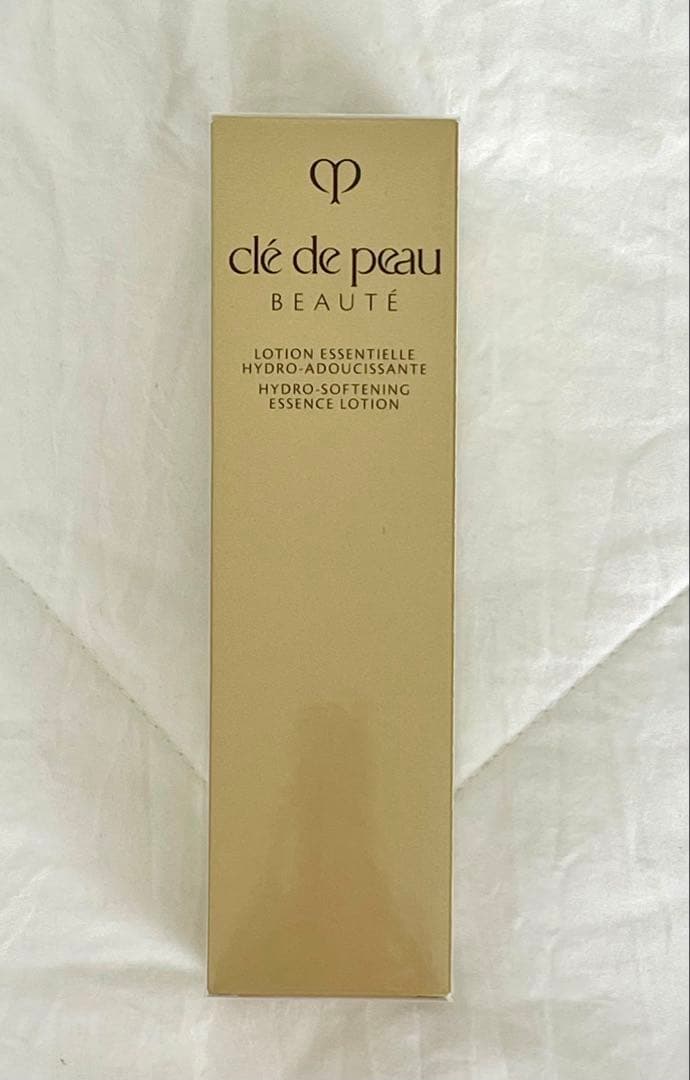 clé de peau
BEAUTÉ
LOTION ESSENTIELLE
HYDRO-ADOUCISSANTE
HYDRO-SOFTENING
ESSENCE LOTION